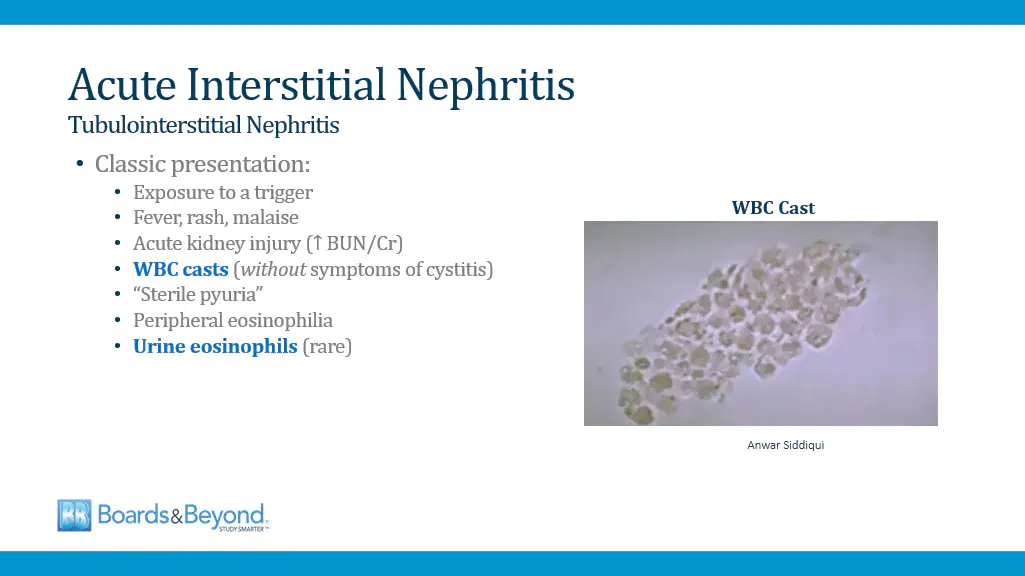 Acute Interstitial Nephritis
Tubulointerstitial Nephritis
• Classic presentation:
• Exposure to a trigger
• Fever, rash, malaise
• Acute kidney injury (↑ BUN/Cr)
• WBC casts (without symptoms of cystitis)
• “Sterile pyuria”
• Peripheral eosinophilia
• Urine eosinophils (rare)
WBC Cast
Anwar Siddiqui
BB Boards&Beyond
STUDY SMARTER™